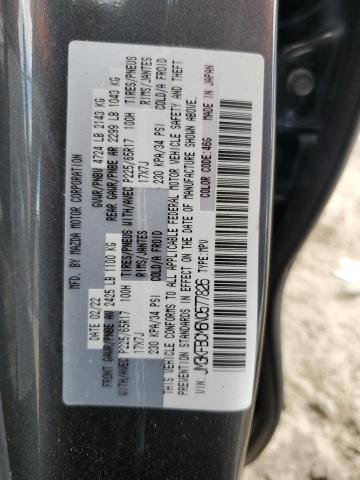 MFD. BY MAZDA MOTOR CORPORATION
DATE 02/22 GVWR/PNBV 4724 LB 2143 KG
FRONT GAWR/PNBE AV 2425 LB 1100 KG REAR GAWR/PNBE AR 2299 LB 1043 KG
WITH/AVEC P225/65R17 100H TIRES/PNEUS WITH/AVEC P225/65R17 100H TIRES/PNEUS
17X7J RIMS/JANTES 17X7J RIMS/JANTES
230 KPA/34 PSI COLD/A FROID 230 KPA/34 PSI COLD/A FROID
THIS VEHICLE CONFORMS TO ALL APPLICABLE FEDERAL MOTOR VEHICLE SAFETY AND THEFT
PREVENTION STANDARDS IN EFFECT ON THE DATE OF MANUFACTURE SHOWN ABOVE.
VIN: TYPE: MPV COLOR CODE: 46G MADE IN JAPAN